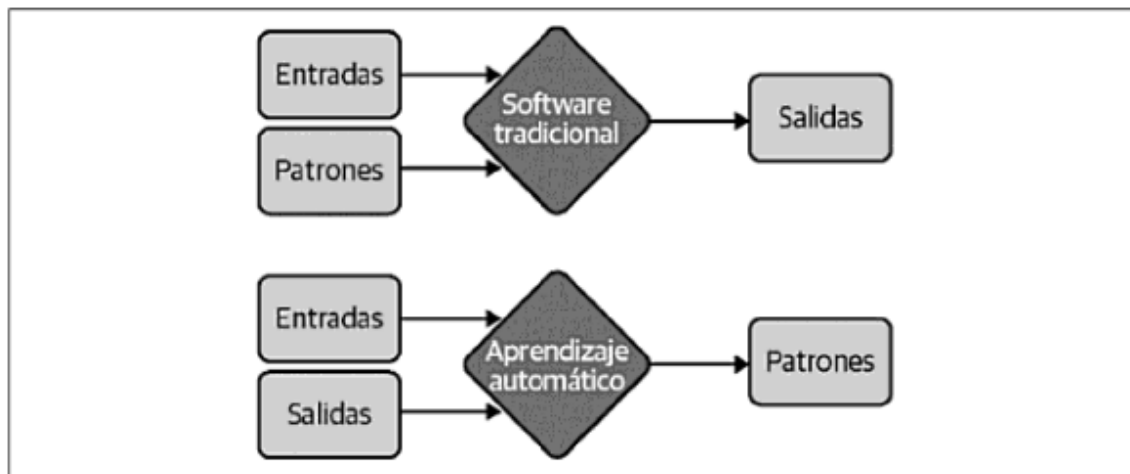 Entradas
Patrones
Software
tradicional
Salidas
Entradas
Salidas
Aprendizaje
automático
Patrones